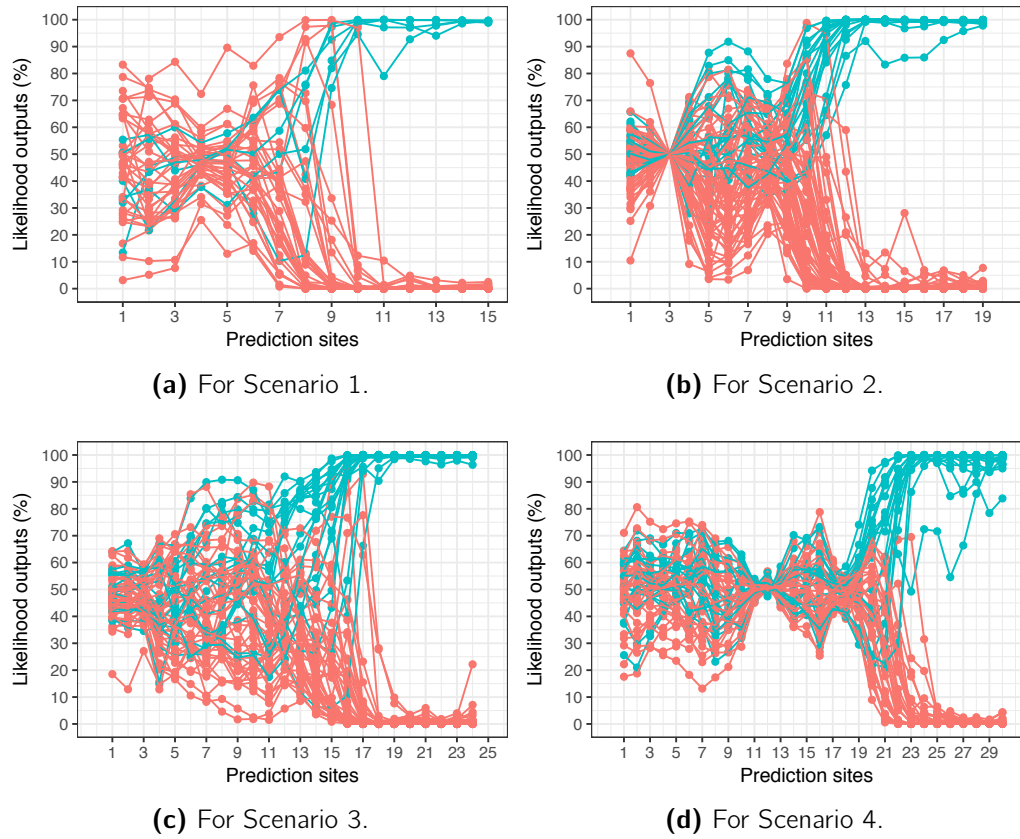 Likelihood outputs (%)
100
90
80
70
60
50
40
30
20
10
0
1 3 5 7 9 11 13 15
Prediction sites
(a) For Scenario 1.
Likelihood outputs (%)
100
90
80
70
60
50
40
30
20
10
0
1 3 5 7 9 11 13 15 17 19
Prediction sites
(b) For Scenario 2.
Likelihood outputs (%)
100
90
80
70
60
50
40
30
20
10
0
1 3 5 7 9 11 13 15 17 19 21 23 25
Prediction sites
(c) For Scenario 3.
Likelihood outputs (%)
100
90
80
70
60
50
40
30
20
10
0
1 3 5 7 9 11 13 15 17 19 21 23 25 27 29
Prediction sites
(d) For Scenario 4.